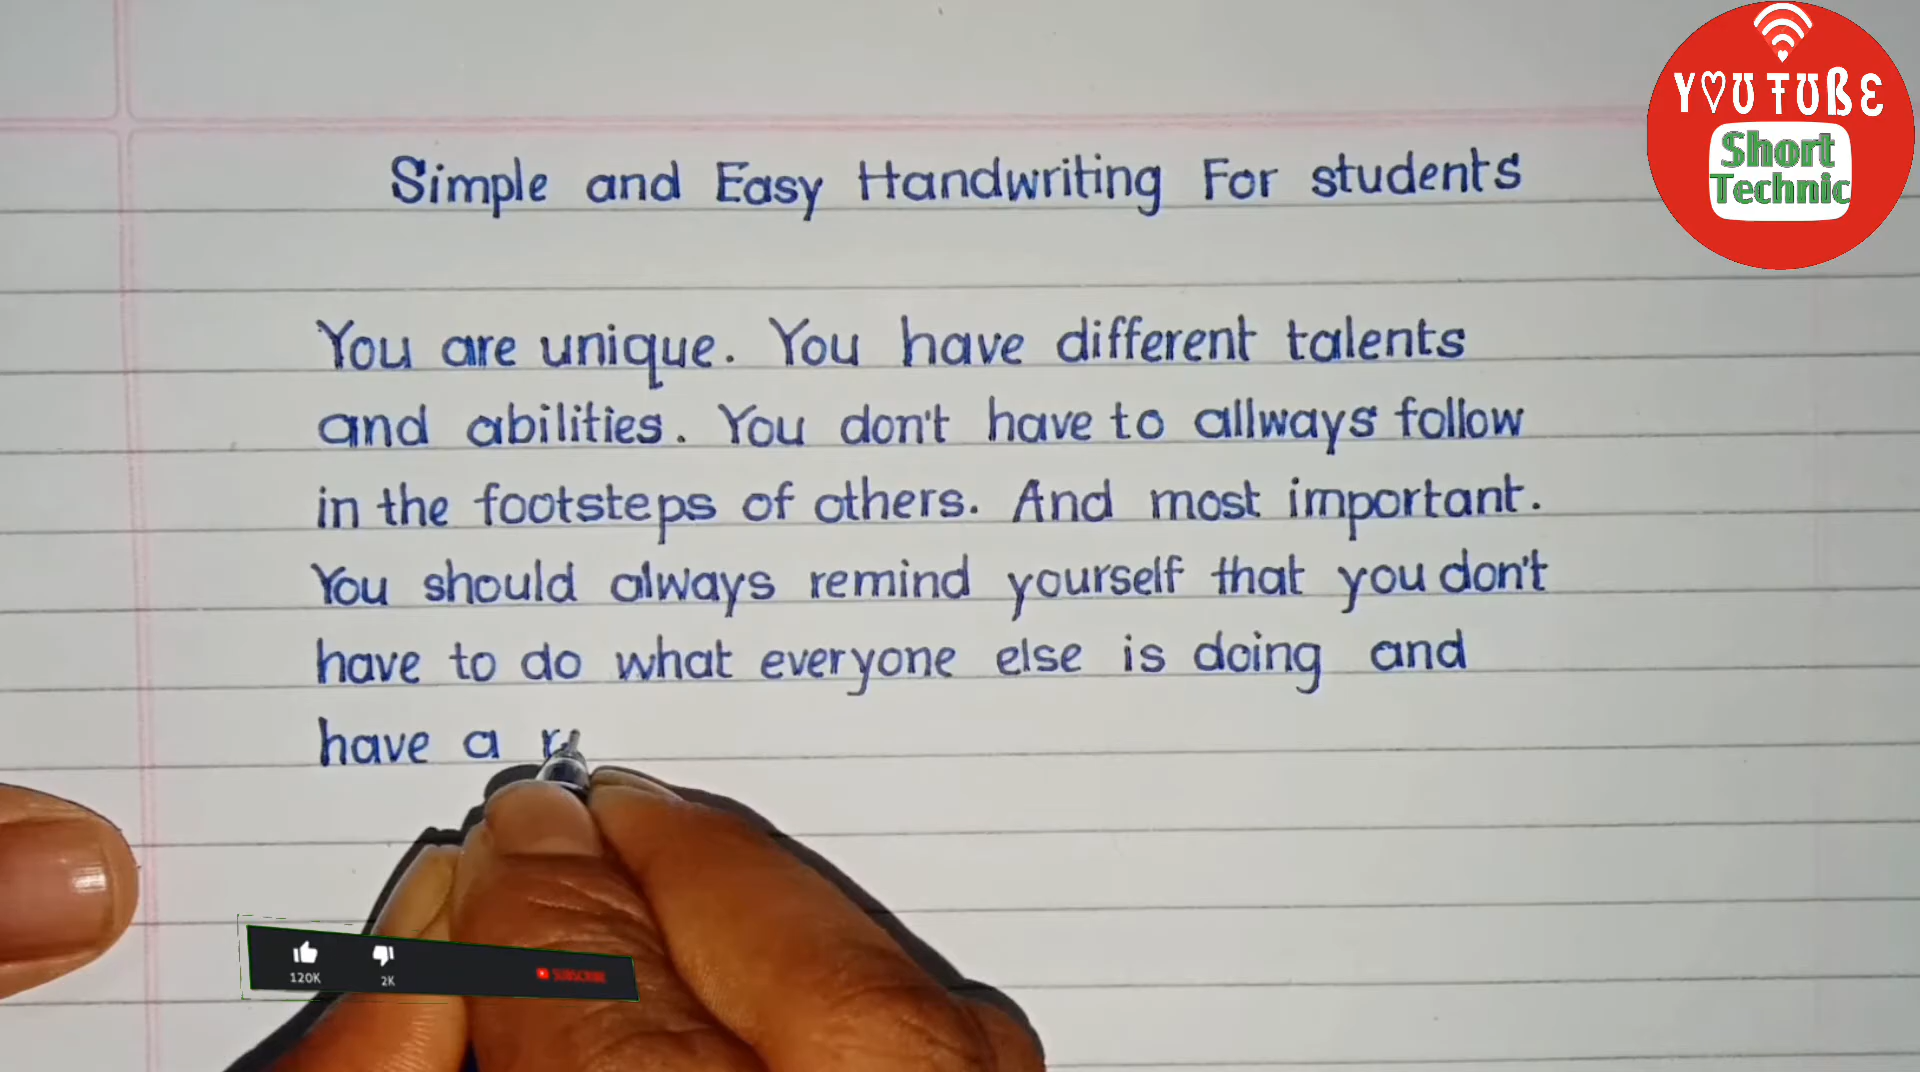 YOUTUBE
Short
Technic
Simple and Easy Handwriting For students
You are unique. You have different talents
and abilities. You don't have to allways follow
in the footsteps of others. And most important.
You should always remind yourself that you don't
have to do what everyone else is doing and
have a r
120K 2K SUBSCRIBE